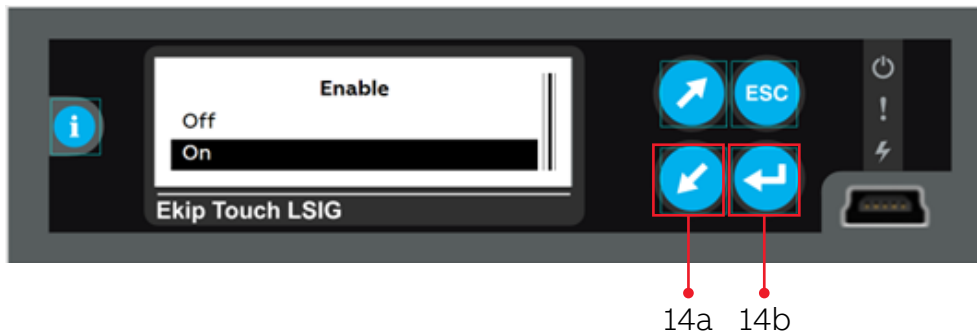 Enable
Off
On
Ekip Touch LSIG
i
ESC
!
14a 14b